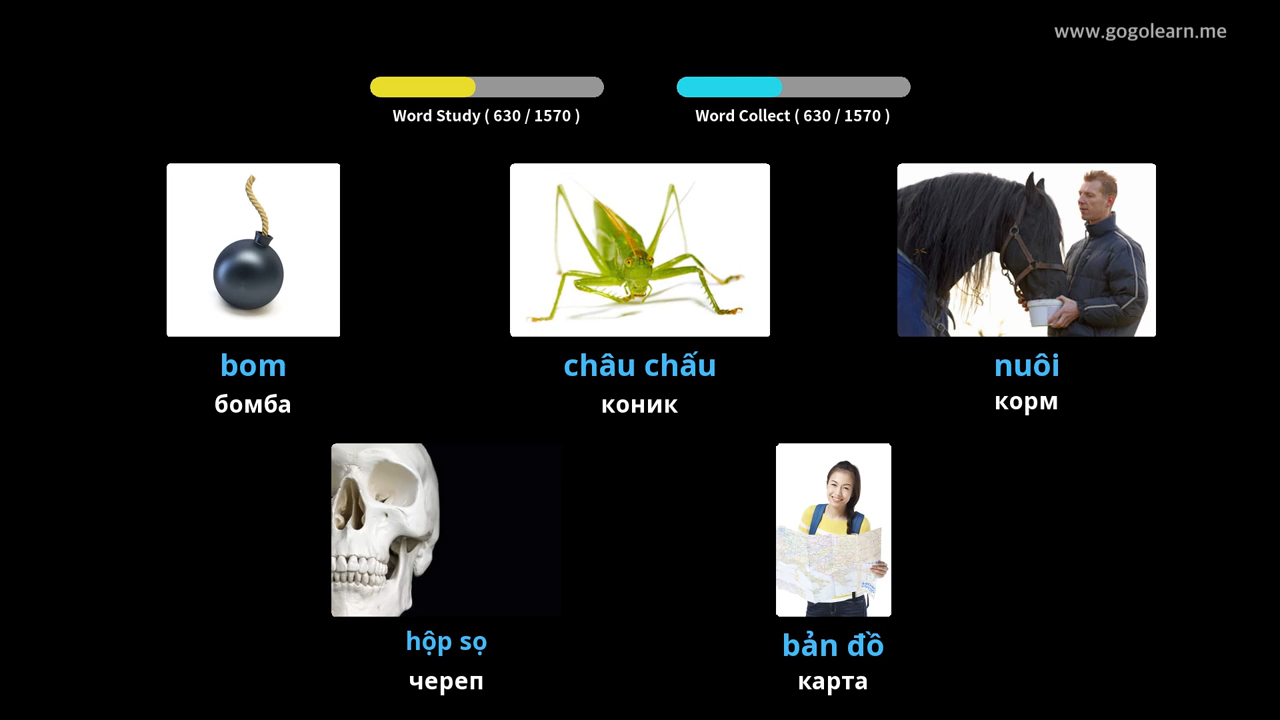 www.gogolearn.me
Word Study ( 630 / 1570 )
Word Collect ( 630 / 1570 )
bom
бомба
châu chấu
коник
nuôi
корм
hộp sọ
череп
bản đồ
карта